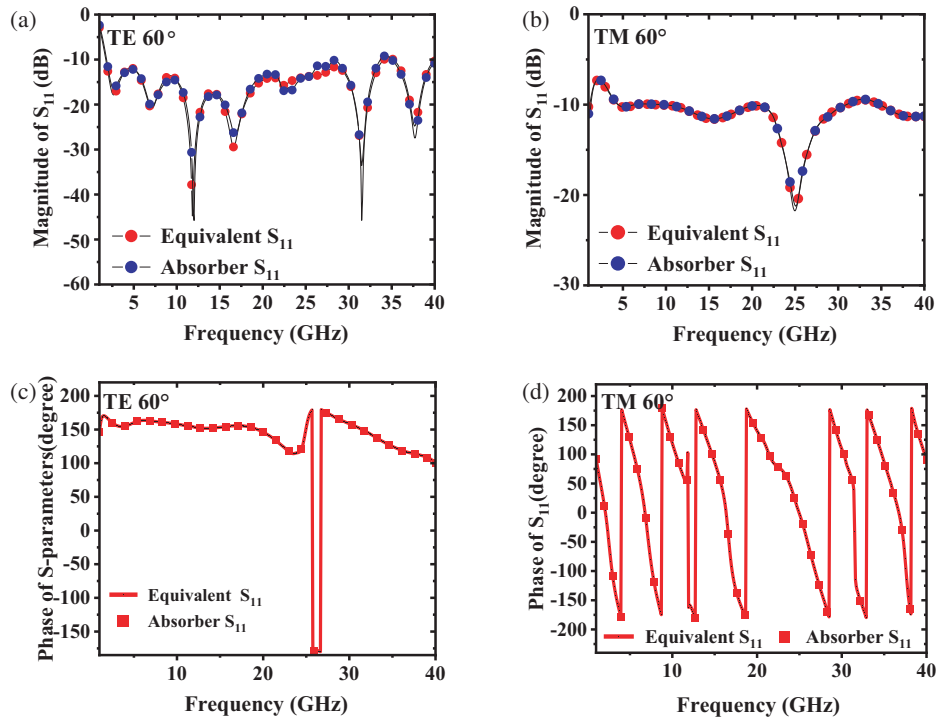 (a)
TE 60°
0
-10
-20
-30
-40
-50
-60
Magnitude of S11 (dB)
Equivalent S11
Absorber S11
5 10 15 20 25 30 35 40
Frequency (GHz)
(b)
TM 60°
0
-10
-20
-30
Magnitude of S11 (dB)
Equivalent S11
Absorber S11
5 10 15 20 25 30 35 40
Frequency (GHz)
(c)
TE 60°
200
150
100
50
0
-50
100
150
Phase of S-parameters(degree)
Equivalent S11
Absorber S11
10 20 30 40
Frequency (GHz)
(d)
TM 60°
200
150
100
50
0
-50
-100
-150
-200
Phase of S11(degree)
Equivalent S11 Absorber S11
10 20 30 40
Frequency (GHz)